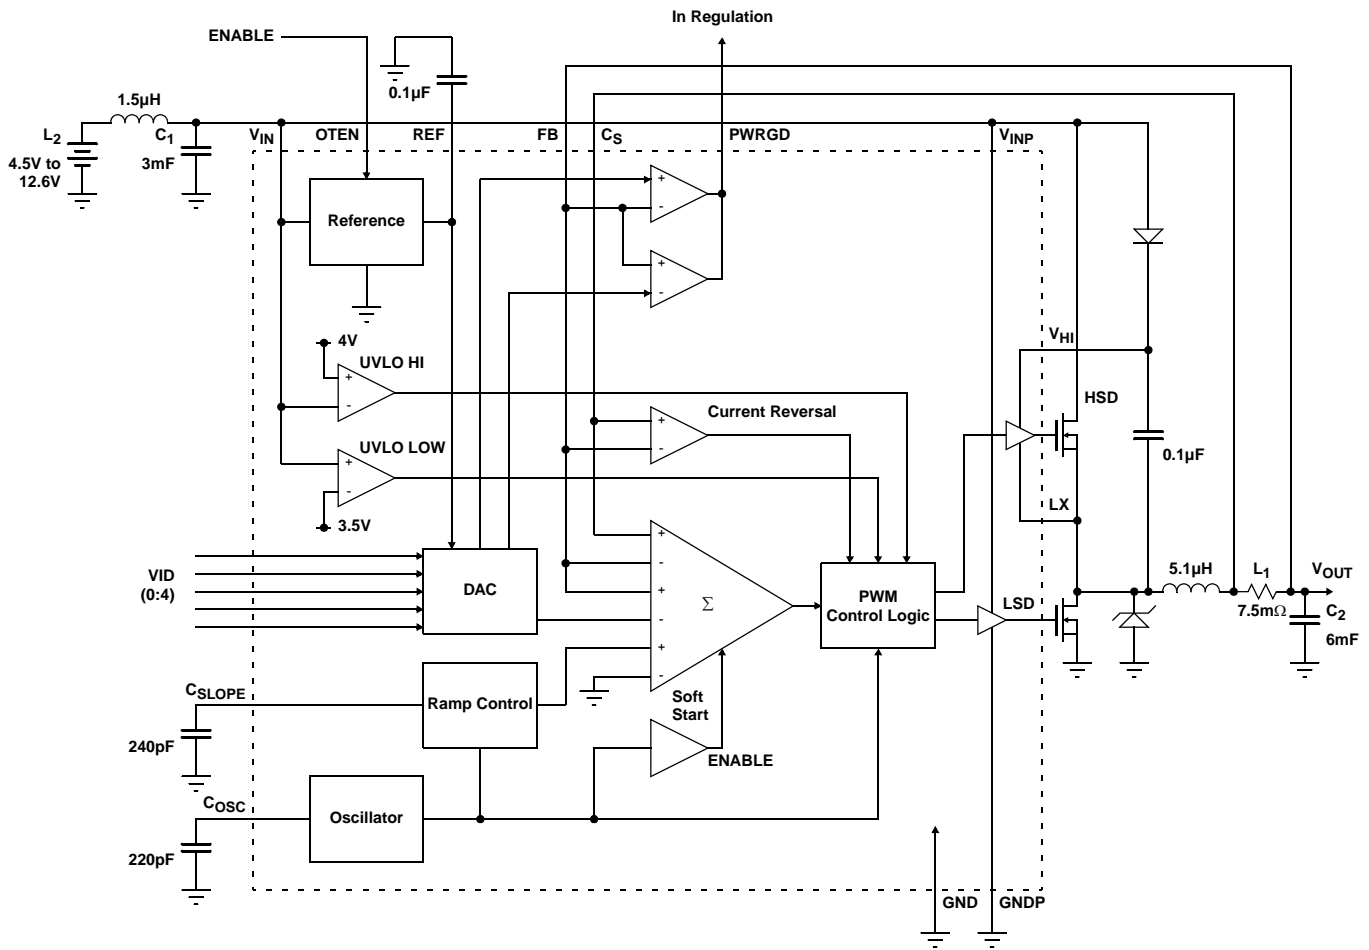 In Regulation
ENABLE
0.1µF
1.5µH
L2
C1
VIN
OTEN
REF
FB
CS
PWRGD
VINP
4.5V to
12.6V
3mF
+
-
Reference
+
-
4V
UVLO HI
+
-
VHI
HSD
Current Reversal
+
-
UVLO LOW
+
-
0.1µF
3.5V
LX
+
-
+
-
+
-
Σ
VID
(0:4)
DAC
PWM
Control Logic
LSD
5.1µH
L1
VOUT
7.5mΩ
C2
6mF
CSLOPE
Ramp Control
Soft
Start
240pF
ENABLE
COSC
Oscillator
220pF
GND
GNDP